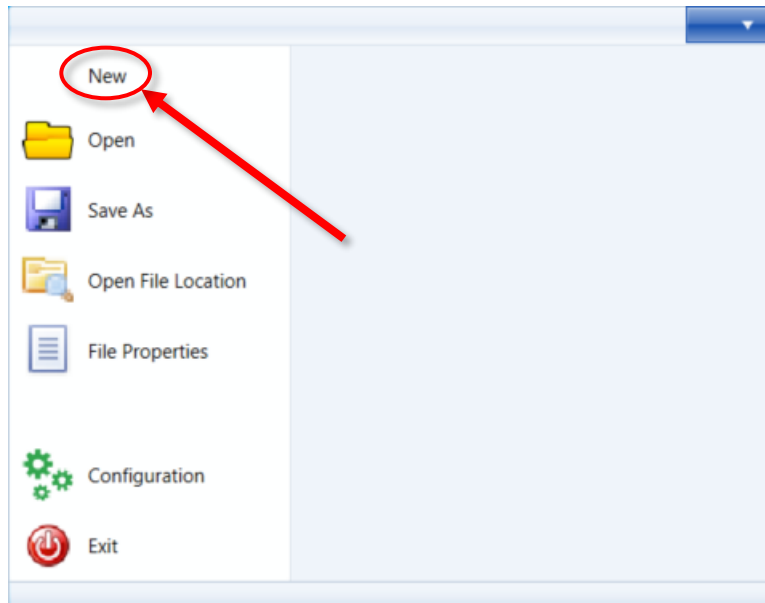 New
Open
Save As
Open File Location
File Properties
Configuration
Exit